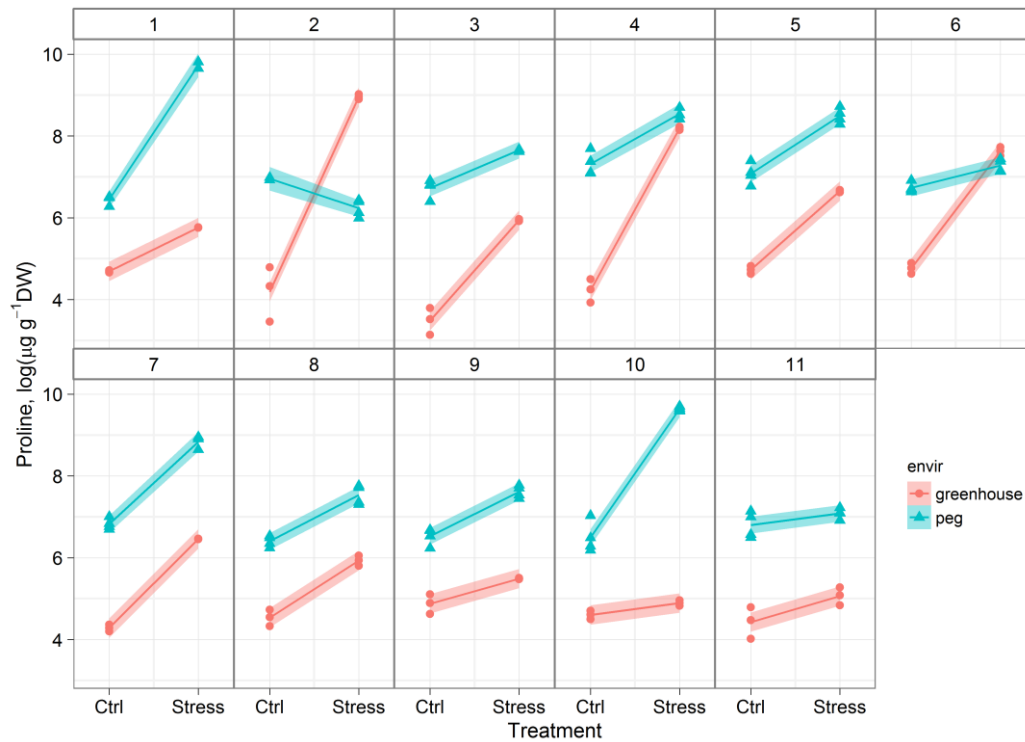 1 2 3 4 5 6
10
8
6
4
7 8 9 10 11
10
8
6
4
Proline, log(μg g⁻¹DW)
envir
greenhouse
peg
Ctrl Stress Ctrl Stress Ctrl Stress Ctrl Stress Ctrl Stress
Treatment